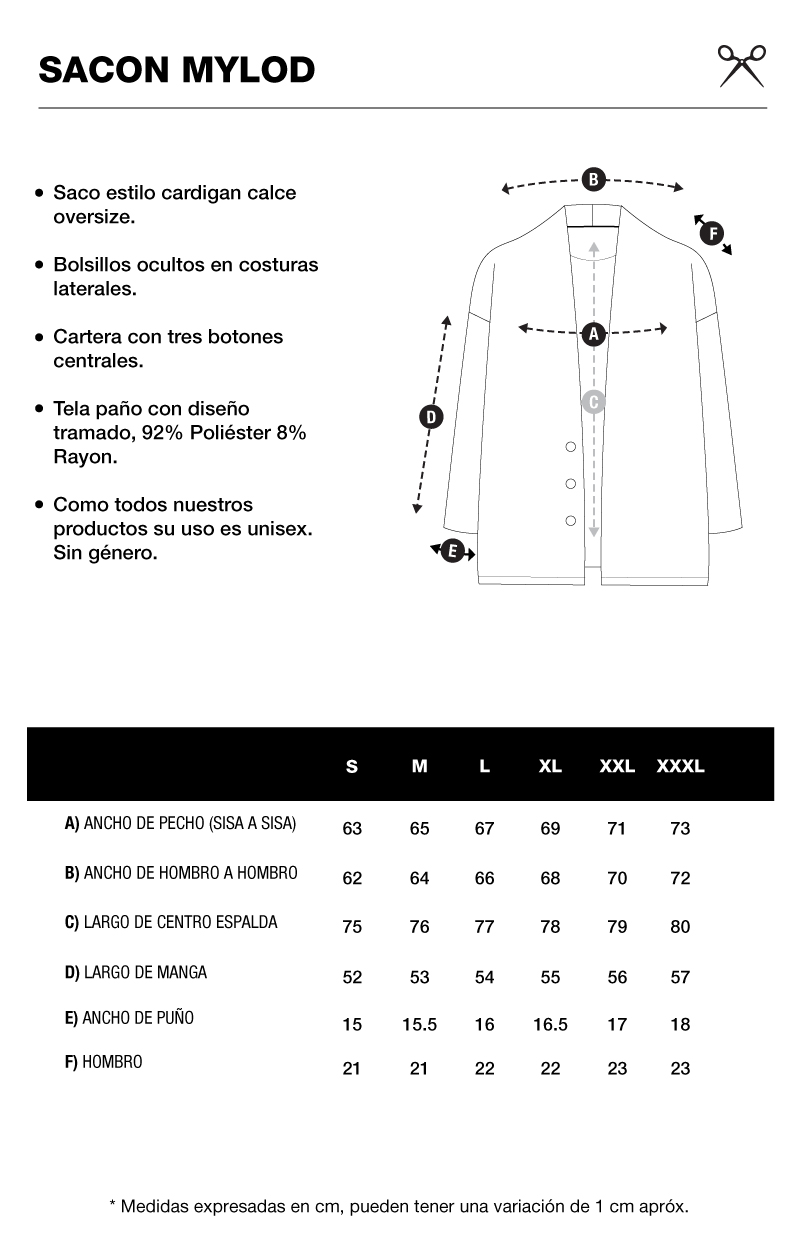 SACON MYLOD
• Saco estilo cardigan calce
oversize.
• Bolsillos ocultos en costuras
laterales.
• Cartera con tres botones
centrales.
• Tela paño con diseño
tramado, 92% Poliéster 8%
Rayon.
• Como todos nuestros
productos su uso es unisex.
Sin género.
B
F
A
C
D
E
S M L XL XXL XXXL
A) ANCHO DE PECHO (SISA A SISA) 63 65 67 69 71 73
B) ANCHO DE HOMBRO A HOMBRO 62 64 66 68 70 72
C) LARGO DE CENTRO ESPALDA 75 76 77 78 79 80
D) LARGO DE MANGA 52 53 54 55 56 57
E) ANCHO DE PUÑO 15 15.5 16 16.5 17 18
F) HOMBRO 21 21 22 22 23 23
* Medidas expresadas en cm, pueden tener una variación de 1 cm apróx.